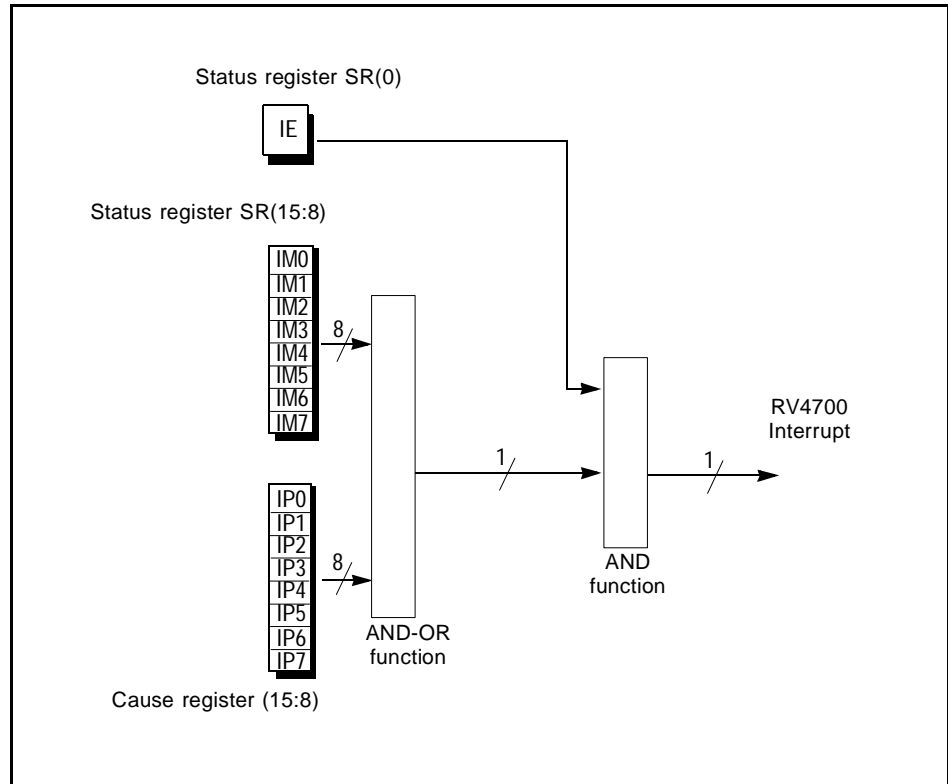 Status register SR(0)
IE
Status register SR(15:8)
IM0
IM1
IM2
IM3
IM4
IM5
IM6
IM7
8
IP0
IP1
IP2
IP3
IP4
IP5
IP6
IP7
8
Cause register (15:8)
AND-OR
function
1
AND
function
1
RV4700
Interrupt